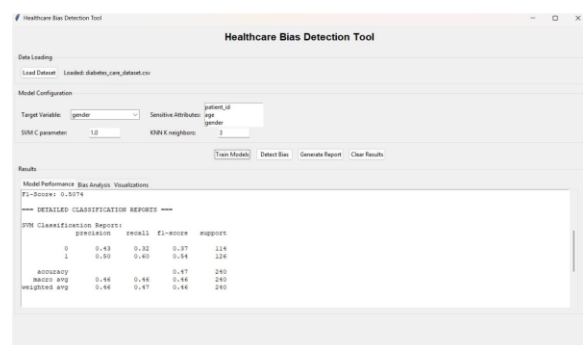 Healthcare Bias Detection Tool
Healthcare Bias Detection Tool
Data Loading
Load Dataset Loaded: diabetes_care_dataset.csv
Model Configuration
Target Variable: gender Sensitive Attributes: patient_id
age
gender
SVM C parameter: 1.0 KNN K neighbors: 3
Train Models Detect Bias Generate Report Clear Results
Results
Model Performance Bias Analysis Visualizations
F1-Score: 0.5074
=== DETAILED CLASSIFICATION REPORTS ===
SVM Classification Report:
precision recall f1-score support
0 0.43 0.32 0.37 114
1 0.50 0.60 0.54 126
accuracy 0.47 240
macro avg 0.46 0.46 0.46 240
weighted avg 0.46 0.47 0.46 240